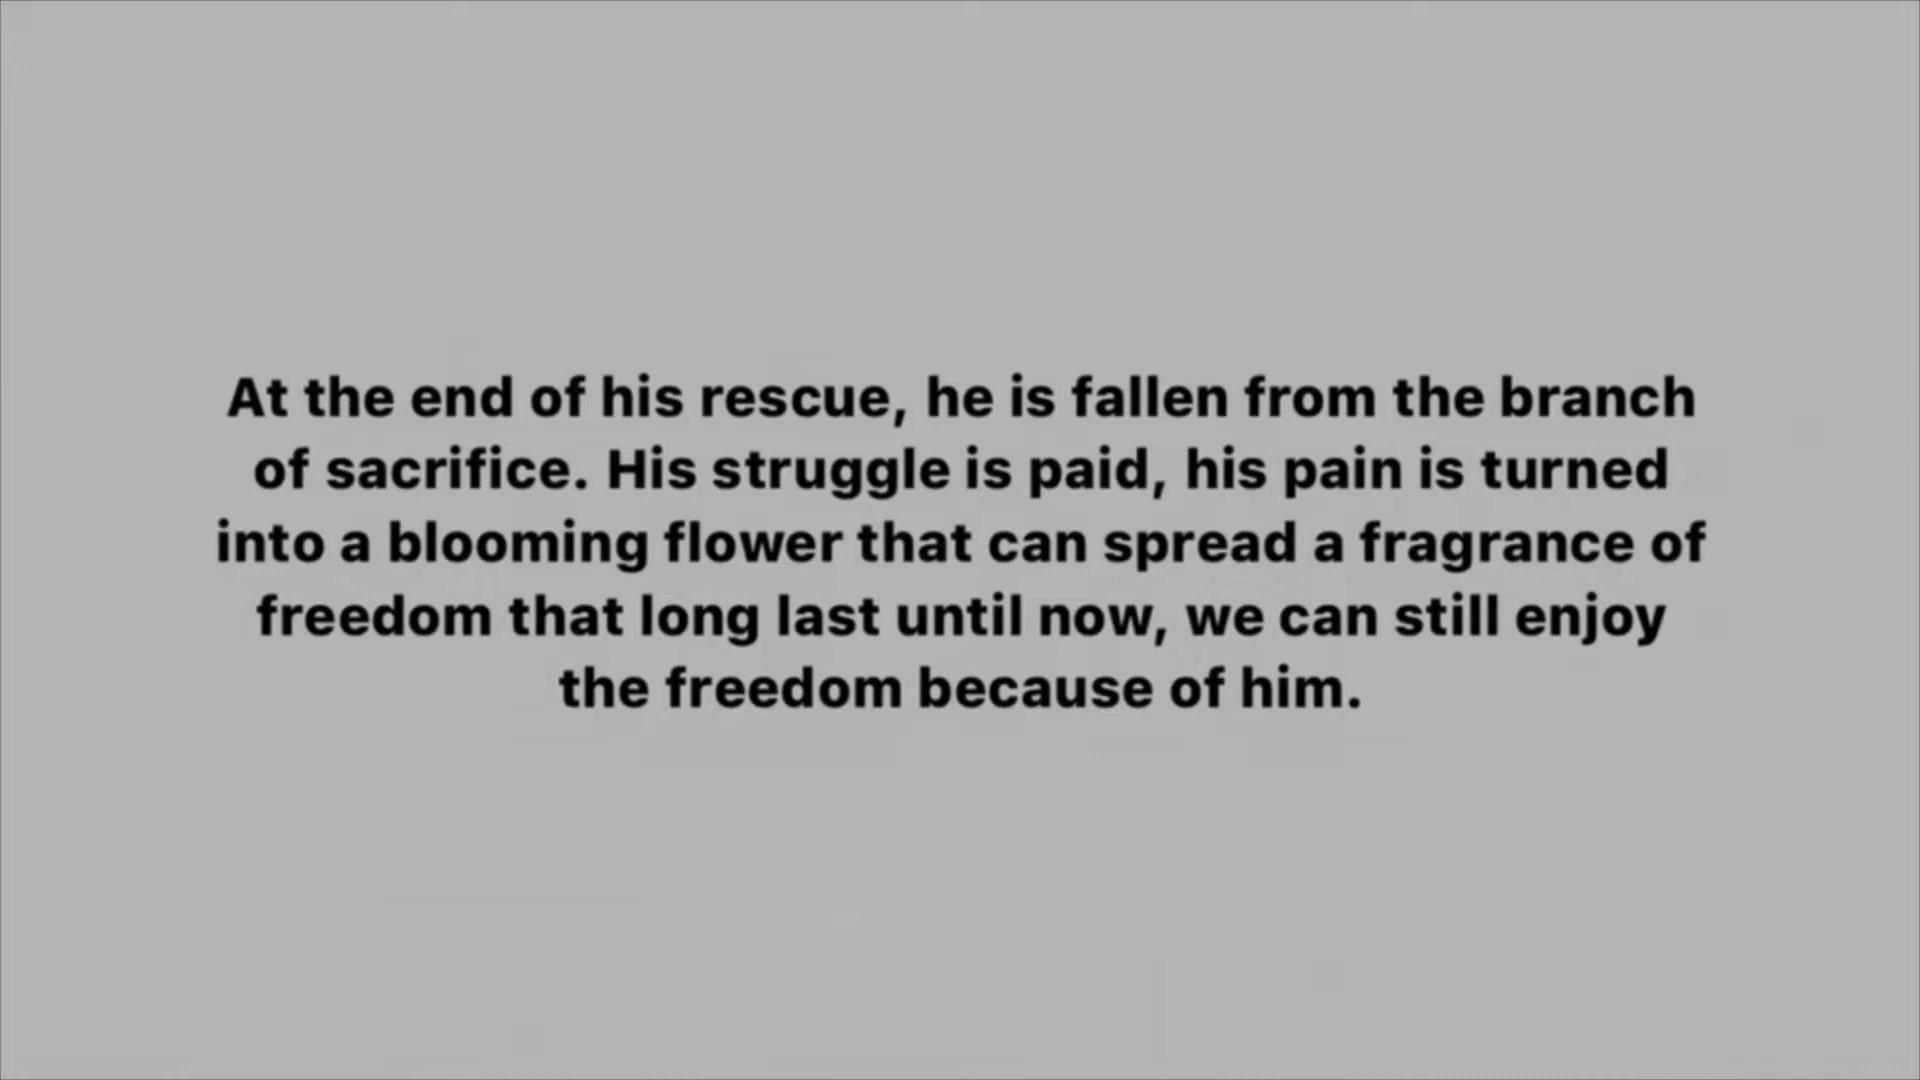 At the end of his rescue, he is fallen from the branch
of sacrifice. His struggle is paid, his pain is turned
into a blooming flower that can spread a fragrance of
freedom that long last until now, we can still enjoy
the freedom because of him.